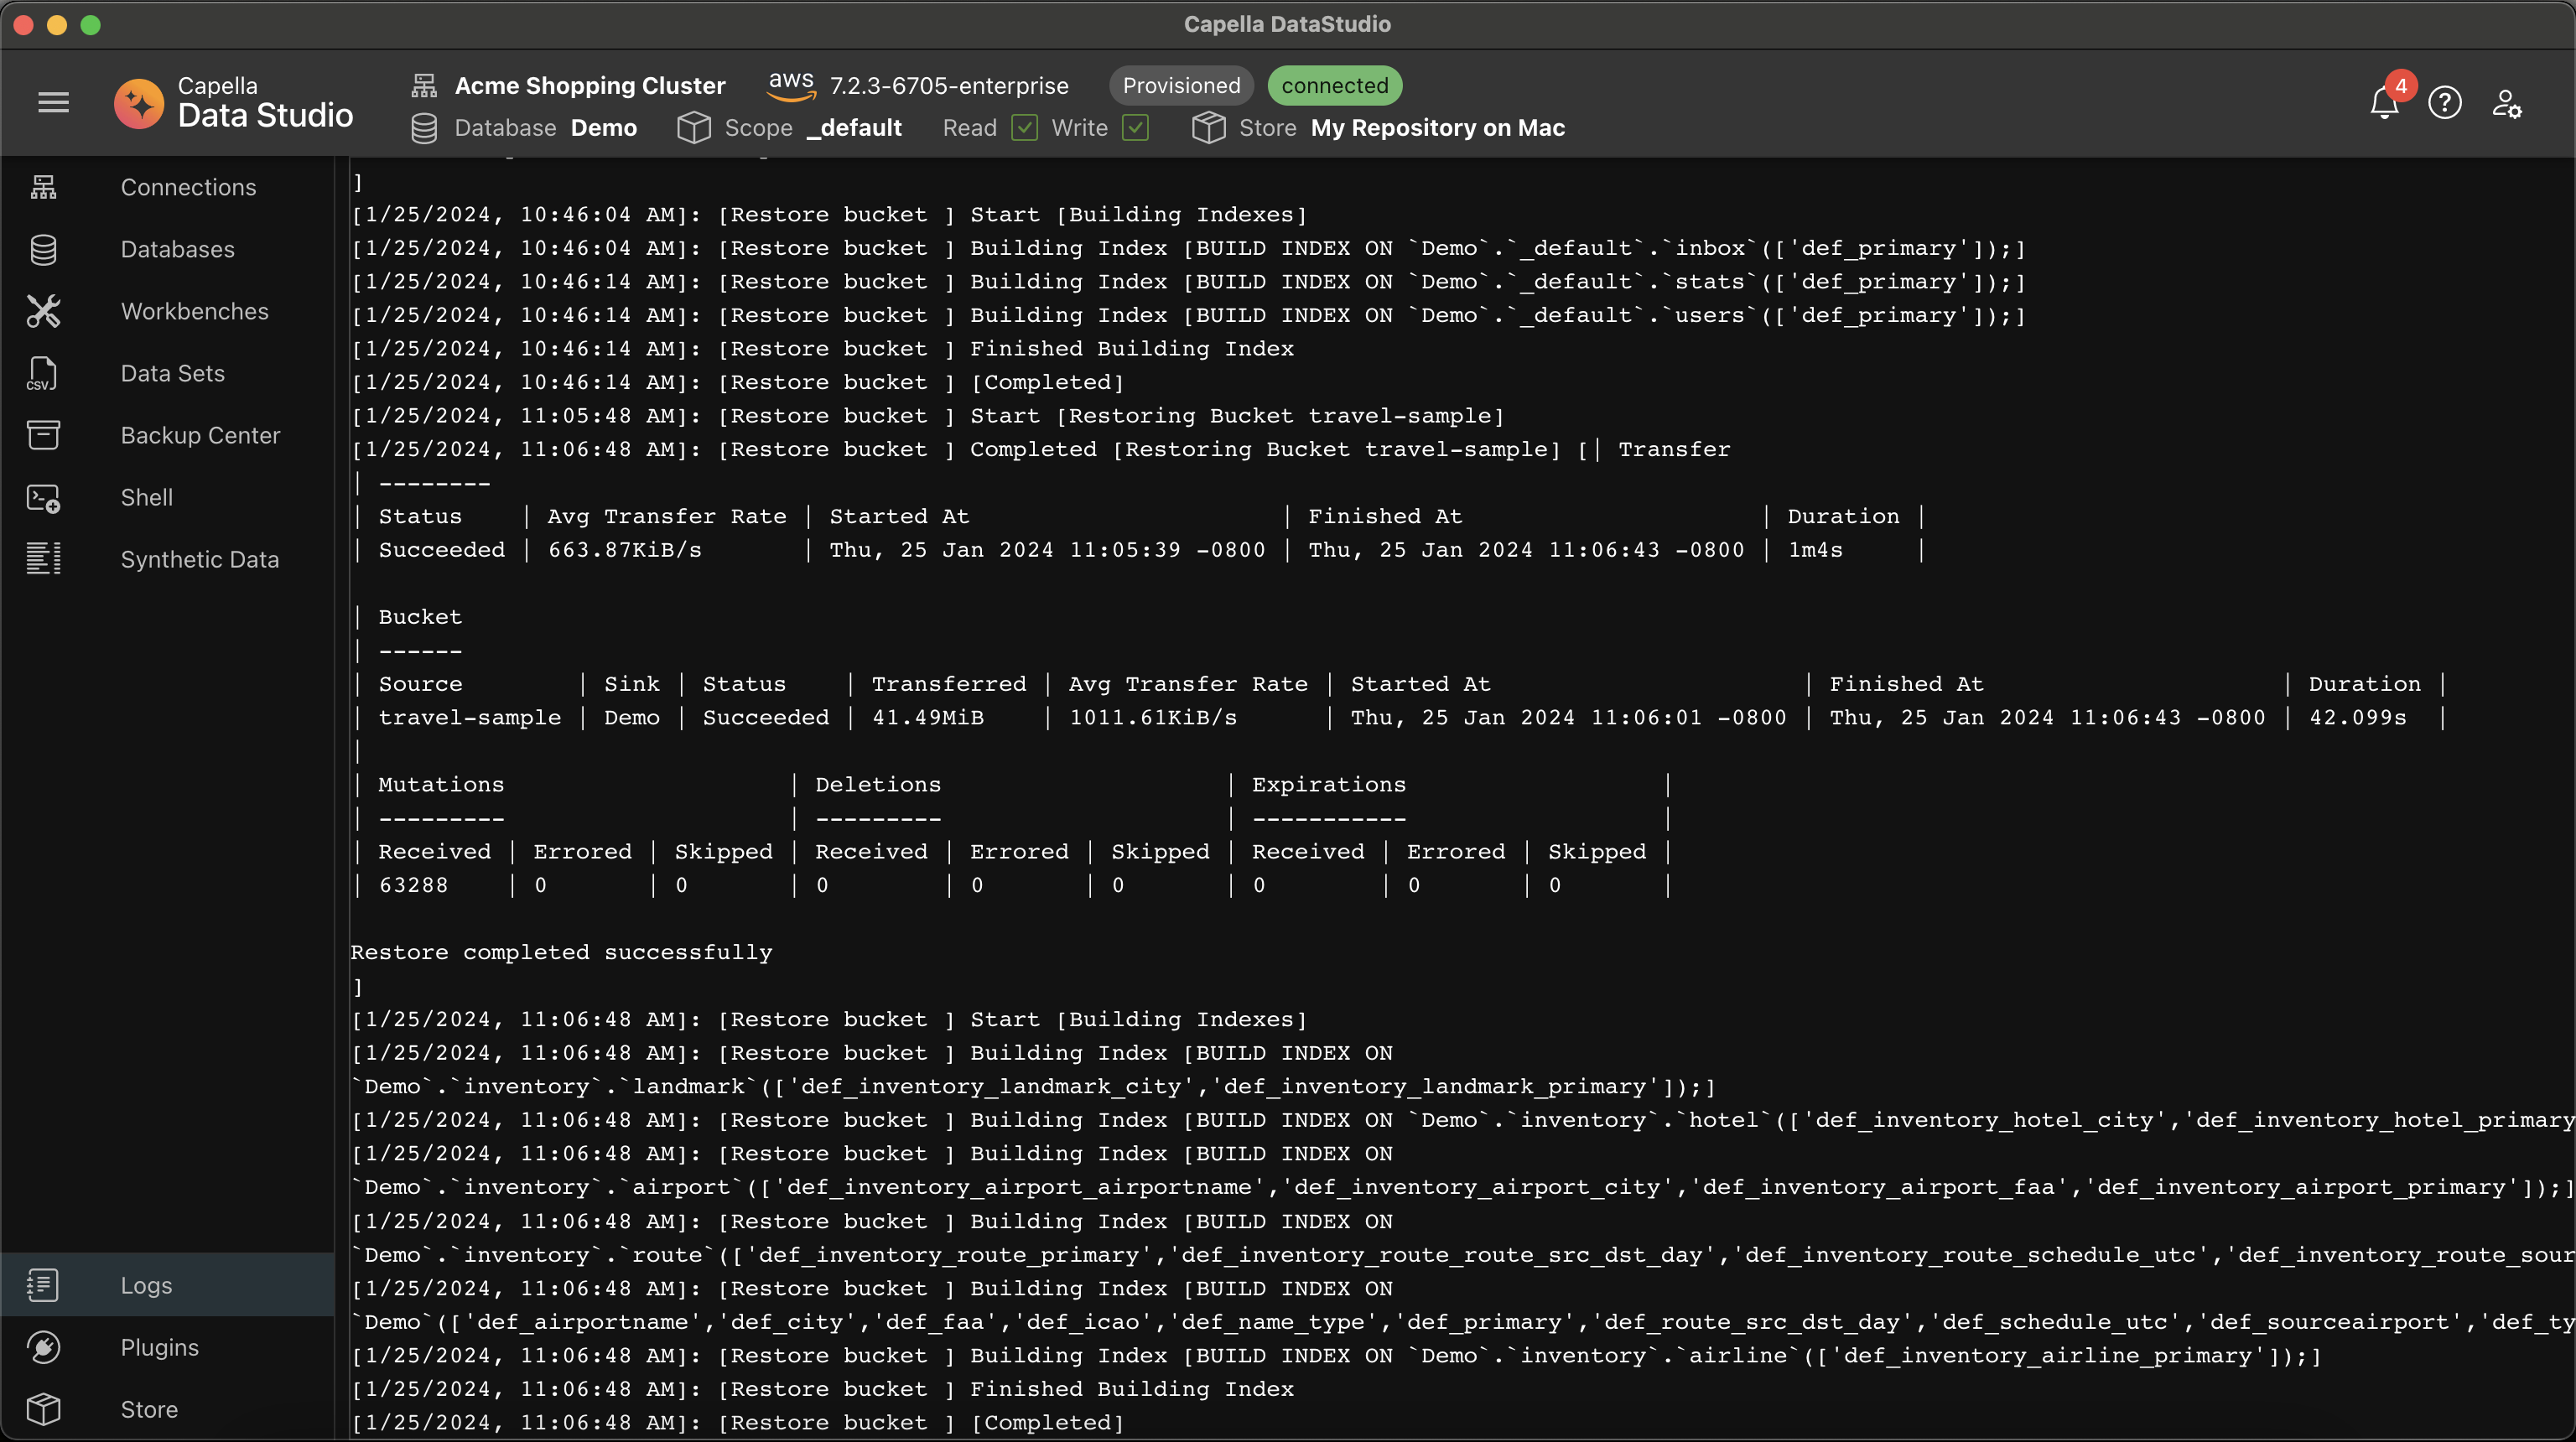 Capella DataStudio
Capella
Data Studio
Acme Shopping Cluster aws 7.2.3-6705-enterprise Provisioned connected
Database Demo Scope _default Read Write Store My Repository on Mac
4
?
Connections
Databases
Workbenches
CSV
Data Sets
Backup Center
Shell
Synthetic Data
Logs
Plugins
Store
]
[1/25/2024, 10:46:04 AM]: [Restore bucket ] Start [Building Indexes]
[1/25/2024, 10:46:04 AM]: [Restore bucket ] Building Index [BUILD INDEX ON `Demo`.`_default`.`inbox`(['def_primary']);]
[1/25/2024, 10:46:14 AM]: [Restore bucket ] Building Index [BUILD INDEX ON `Demo`.`_default`.`stats`(['def_primary']);]
[1/25/2024, 10:46:14 AM]: [Restore bucket ] Building Index [BUILD INDEX ON `Demo`.`_default`.`users`(['def_primary']);]
[1/25/2024, 10:46:14 AM]: [Restore bucket ] Finished Building Index
[1/25/2024, 10:46:14 AM]: [Restore bucket ] [Completed]
[1/25/2024, 11:05:48 AM]: [Restore bucket ] Start [Restoring Bucket travel-sample]
[1/25/2024, 11:06:48 AM]: [Restore bucket ] Completed [Restoring Bucket travel-sample] [| Transfer
| --------
| Status | Avg Transfer Rate | Started At | Finished At | Duration |
| Succeeded | 663.87KiB/s | Thu, 25 Jan 2024 11:05:39 -0800 | Thu, 25 Jan 2024 11:06:43 -0800 | 1m4s |
| Bucket
| ------
| Source | Sink | Status | Transferred | Avg Transfer Rate | Started At | Finished At | Duration |
| travel-sample | Demo | Succeeded | 41.49MiB | 1011.61KiB/s | Thu, 25 Jan 2024 11:06:01 -0800 | Thu, 25 Jan 2024 11:06:43 -0800 | 42.099s |
|
| Mutations | Deletions | Expirations |
| --------- | --------- | ----------- |
| Received | Errored | Skipped | Received | Errored | Skipped | Received | Errored | Skipped |
| 63288 | 0 | 0 | 0 | 0 | 0 | 0 | 0 | 0 |
Restore completed successfully
]
[1/25/2024, 11:06:48 AM]: [Restore bucket ] Start [Building Indexes]
[1/25/2024, 11:06:48 AM]: [Restore bucket ] Building Index [BUILD INDEX ON
`Demo`.`inventory`.`landmark`(['def_inventory_landmark_city','def_inventory_landmark_primary']);]
[1/25/2024, 11:06:48 AM]: [Restore bucket ] Building Index [BUILD INDEX ON `Demo`.`inventory`.`hotel`(['def_inventory_hotel_city','def_inventory_hotel_primary
[1/25/2024, 11:06:48 AM]: [Restore bucket ] Building Index [BUILD INDEX ON
`Demo`.`inventory`.`airport`(['def_inventory_airport_airportname','def_inventory_airport_city','def_inventory_airport_faa','def_inventory_airport_primary']);]
[1/25/2024, 11:06:48 AM]: [Restore bucket ] Building Index [BUILD INDEX ON
`Demo`.`inventory`.`route`(['def_inventory_route_primary','def_inventory_route_route_src_dst_day','def_inventory_route_schedule_utc','def_inventory_route_sour
[1/25/2024, 11:06:48 AM]: [Restore bucket ] Building Index [BUILD INDEX ON
`Demo`(['def_airportname','def_city','def_faa','def_icao','def_name_type','def_primary','def_route_src_dst_day','def_schedule_utc','def_sourceairport','def_ty
[1/25/2024, 11:06:48 AM]: [Restore bucket ] Building Index [BUILD INDEX ON `Demo`.`inventory`.`airline`(['def_inventory_airline_primary']);]
[1/25/2024, 11:06:48 AM]: [Restore bucket ] Finished Building Index
[1/25/2024, 11:06:48 AM]: [Restore bucket ] [Completed]